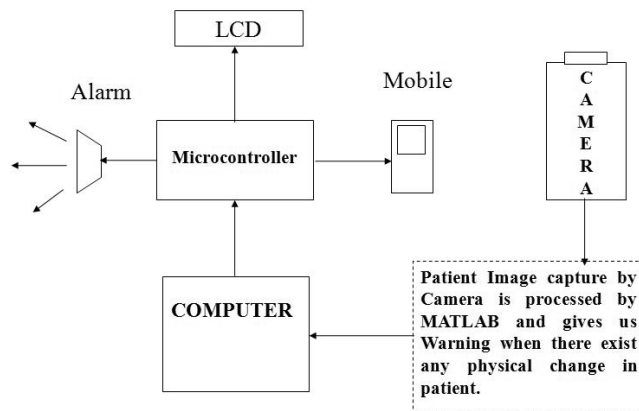 LCD
Alarm
Mobile
Microcontroller
CAMERA
COMPUTER
Patient Image capture by
Camera is processed by
MATLAB and gives us
Warning when there exist
any physical change in
patient.